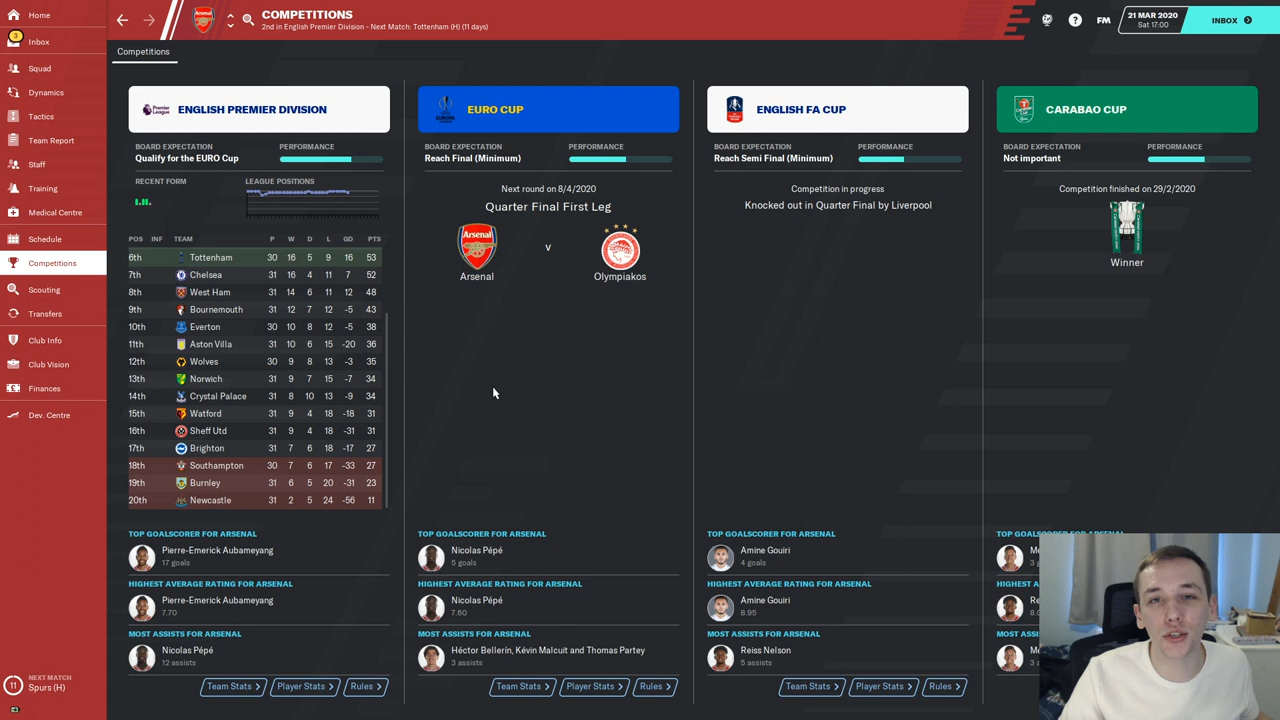 Home
COMPETITIONS
2nd in English Premier Division - Next Match: Tottenham (H) (11 days)
FM
21 MAR 2020
Sat 17:00
INBOX
3
Inbox
Squad
Dynamics
Tactics
Team Report
Staff
Training
Medical Centre
Schedule
Competitions
Scouting
Transfers
Club Info
Club Vision
Finances
Dev. Centre
11
NEXT MATCH
Spurs (H)
Competitions
Premier League
ENGLISH PREMIER DIVISION
BOARD EXPECTATION
PERFORMANCE
Qualify for the EURO Cup
RECENT FORM
LEAGUE POSITIONS
POS INF TEAM P W D L GD PTS
6th Tottenham 30 16 5 9 16 53
7th Chelsea 31 16 4 11 7 52
8th West Ham 31 14 6 11 12 48
9th Bournemouth 31 12 7 12 -5 43
10th Everton 30 10 8 12 -5 38
11th Aston Villa 31 10 6 15 -20 36
12th Wolves 30 9 8 13 -3 35
13th Norwich 31 9 7 15 -7 34
14th Crystal Palace 31 8 10 13 -9 34
15th Watford 31 9 4 18 -18 31
16th Sheff Utd 31 9 4 18 -31 31
17th Brighton 31 7 6 18 -17 27
18th Southampton 30 7 6 17 -33 27
19th Burnley 31 6 5 20 -31 23
20th Newcastle 31 2 5 24 -56 11
TOP GOALSCORER FOR ARSENAL
Pierre-Emerick Aubameyang
17 goals
HIGHEST AVERAGE RATING FOR ARSENAL
Pierre-Emerick Aubameyang
7.70
MOST ASSISTS FOR ARSENAL
Nicolas Pépé
12 assists
Team Stats
Player Stats
Rules
EURO CUP
BOARD EXPECTATION
PERFORMANCE
Reach Final (Minimum)
Next round on 8/4/2020
Quarter Final First Leg
Arsenal
v
Arsenal
Olympiakos
TOP GOALSCORER FOR ARSENAL
Nicolas Pépé
5 goals
HIGHEST AVERAGE RATING FOR ARSENAL
Nicolas Pépé
7.60
MOST ASSISTS FOR ARSENAL
Héctor Bellerín, Kévin Malcuit and Thomas Partey
3 assists
Team Stats
Player Stats
Rules
ENGLISH FA CUP
BOARD EXPECTATION
PERFORMANCE
Reach Semi Final (Minimum)
Competition in progress
Knocked out in Quarter Final by Liverpool
TOP GOALSCORER FOR ARSENAL
Amine Gouiri
4 goals
HIGHEST AVERAGE RATING FOR ARSENAL
Amine Gouiri
8.95
MOST ASSISTS FOR ARSENAL
Reiss Nelson
5 assists
Team Stats
Player Stats
Rules
CARABAO CUP
BOARD EXPECTATION
PERFORMANCE
Not important
Competition finished on 29/2/2020
Winner